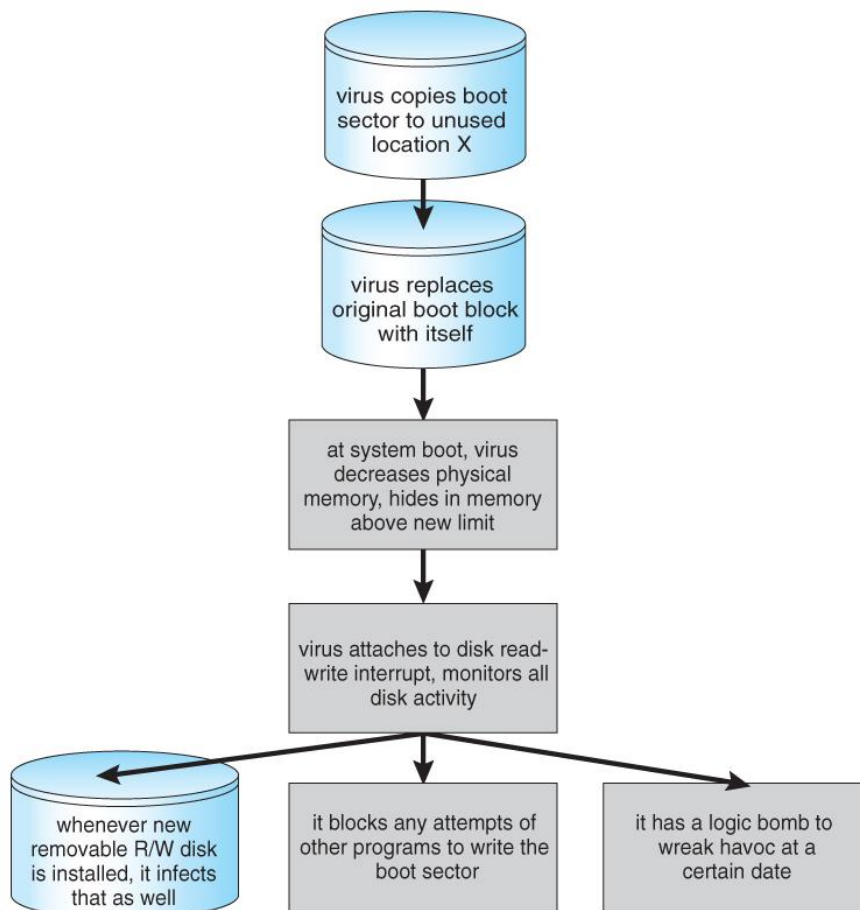 virus copies boot
sector to unused
location X
virus replaces
original boot block
with itself
at system boot, virus
decreases physical
memory, hides in memory
above new limit
virus attaches to disk read-
write interrupt, monitors all
disk activity
whenever new
removable R/W disk
is installed, it infects
that as well
it blocks any attempts of
other programs to write the
boot sector
it has a logic bomb to
wreak havoc at a
certain date